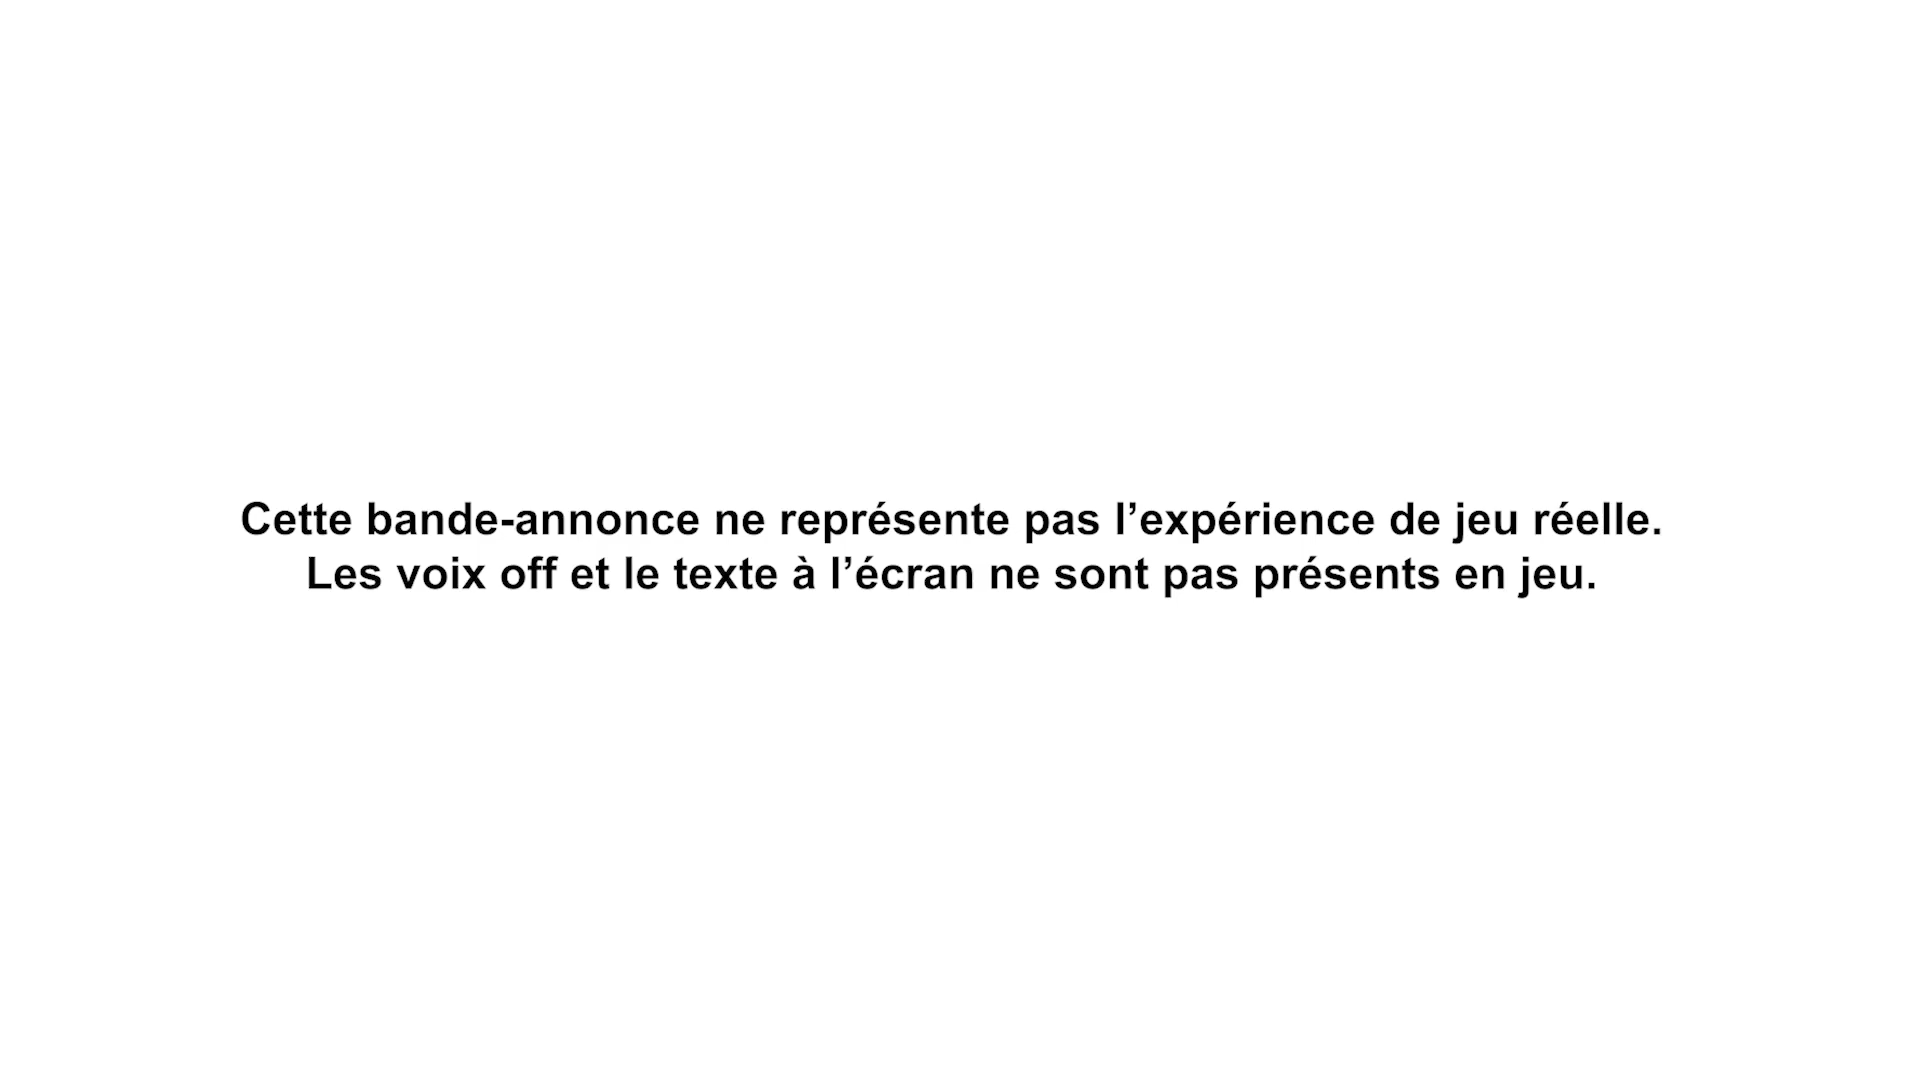 Cette bande-annonce ne représente pas l’expérience de jeu réelle.
Les voix off et le texte à l’écran ne sont pas présents en jeu.